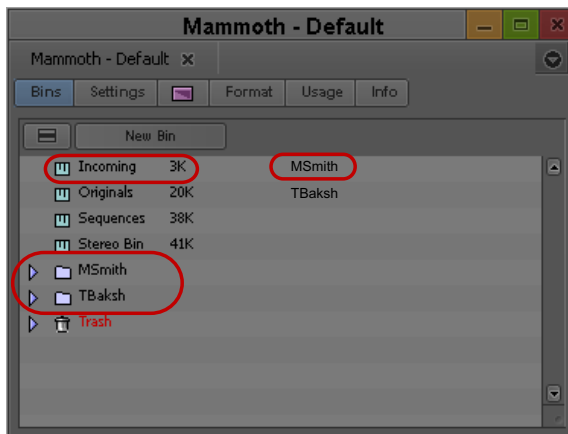 Mammoth - Default
Mammoth - Default
Bins Settings Format Usage Info
New Bin
Incoming 3K MSmith
Originals 20K TBaksh
Sequences 38K
Stereo Bin 41K
MSmith
TBaksh
Trash